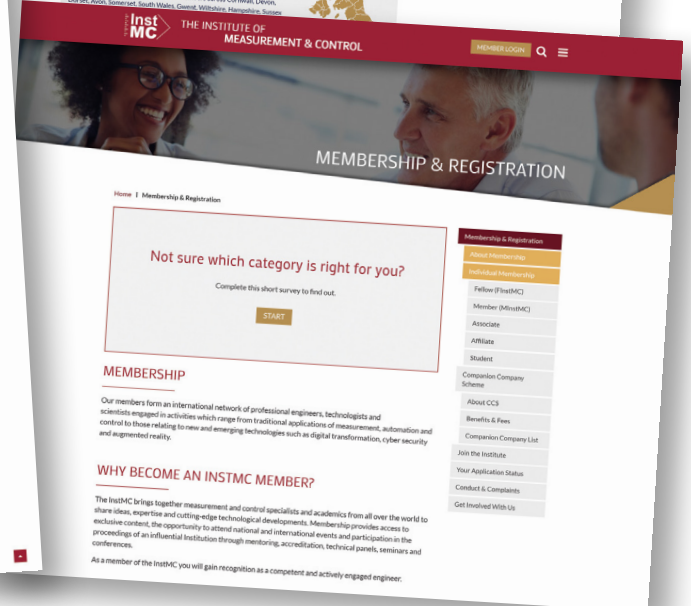 Dorset, Avon, Somerset, South Wales, Gwent, Wiltshire, Hampshire, Sussex
Inst
MC
THE INSTITUTE OF
MEASUREMENT & CONTROL
MEMBER LOGIN
MEMBERSHIP & REGISTRATION
Home | Membership & Registration
Not sure which category is right for you?
Complete this short survey to find out.
START
MEMBERSHIP
Our members form an international network of professional engineers, technologists and
scientists engaged in activities which range from traditional applications of measurement, automation and
control to those relating to new and emerging technologies such as digital transformation, cyber security
and augmented reality.
WHY BECOME AN INSTMC MEMBER?
The InstMC brings together measurement and control specialists and academics from all over the world to
share ideas, expertise and cutting-edge technological developments. Membership provides access to
exclusive content, the opportunity to attend national and international events and participation in the
proceedings of an influential Institution through mentoring, accreditation, technical panels, seminars and
conferences.
As a member of the InstMC you will gain recognition as a competent and actively engaged engineer.
Membership & Registration
About Membership
Individual Membership
Fellow (FInstMC)
Member (MInstMC)
Associate
Affiliate
Student
Companion Company
Scheme
About CCS
Benefits & Fees
Companion Company List
Join the Institute
Your Application Status
Conduct & Complaints
Get Involved With Us